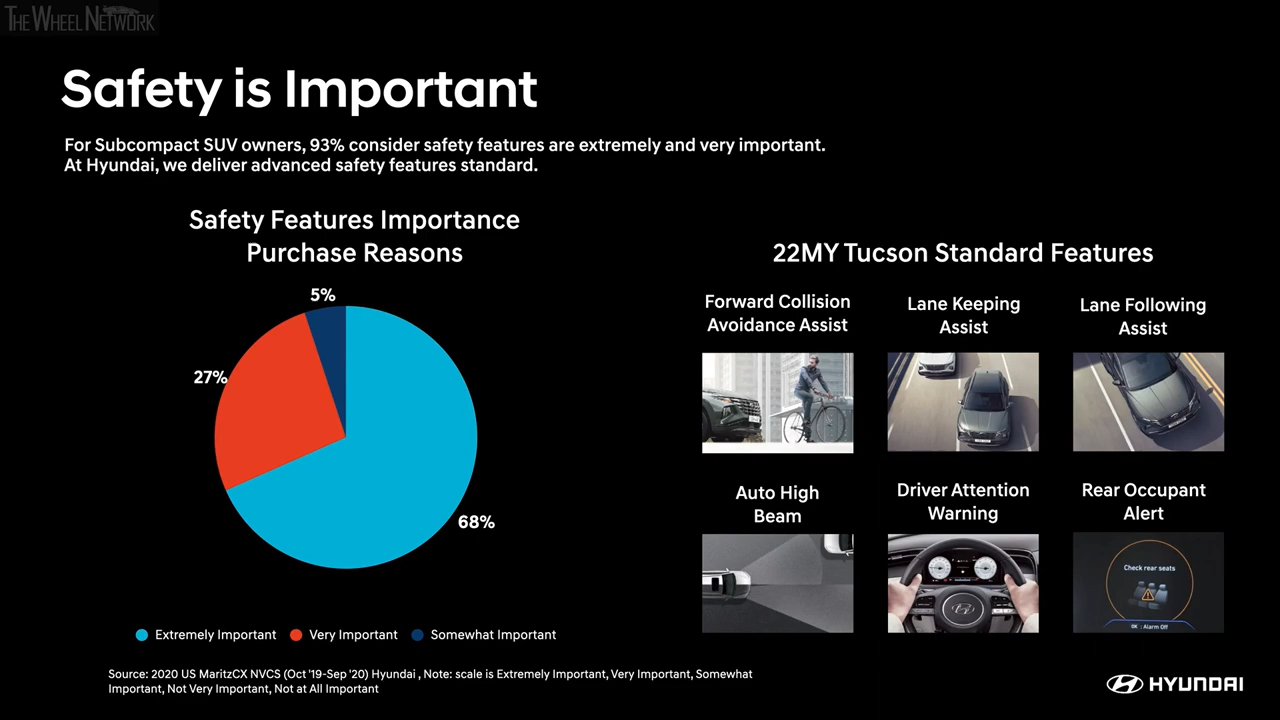 THE WHEEL NETWORK
Safety is Important
For Subcompact SUV owners, 93% consider safety features are extremely and very important.
At Hyundai, we deliver advanced safety features standard.
Safety Features Importance
Purchase Reasons
5%
27%
68%
Extremely Important
Very Important
Somewhat Important
22MY Tucson Standard Features
Forward Collision
Avoidance Assist
Lane Keeping
Assist
Lane Following
Assist
Auto High
Beam
Driver Attention
Warning
Rear Occupant
Alert
Check rear seats
OK : Alarm Off
Source: 2020 US MaritzCX NVCS (Oct '19-Sep '20) Hyundai , Note: scale is Extremely Important, Very Important, Somewhat
Important, Not Very Important, Not at All Important
HYUNDAI